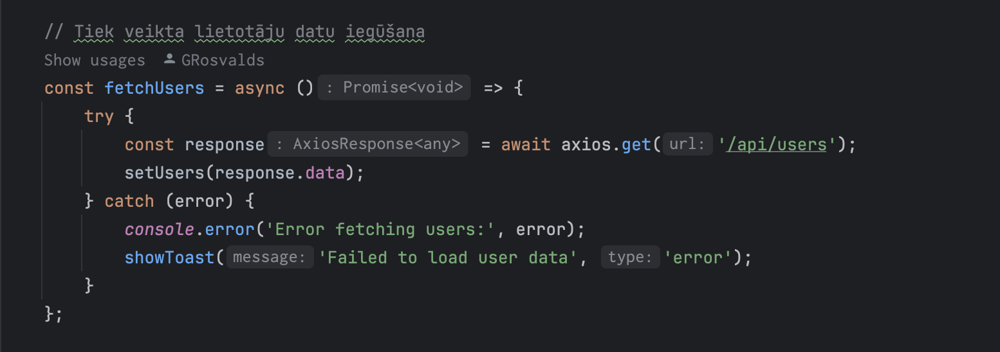 // Tiek veikta lietotāju datu iegūšana
Show usages GRosvalds
const fetchUsers = async () : Promise<void> => {
try {
const response : AxiosResponse<any> = await axios.get( url: '/api/users');
setUsers(response.data);
} catch (error) {
console.error('Error fetching users:', error);
showToast( message: 'Failed to load user data', type: 'error');
}
};